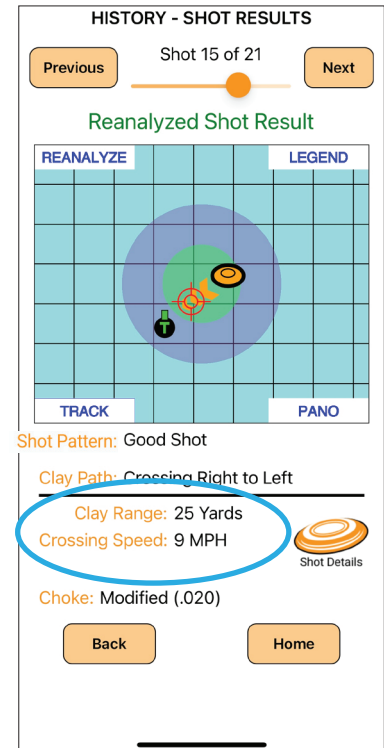 HISTORY - SHOT RESULTS
Previous
Shot 15 of 21
Next
Reanalyzed Shot Result
REANALYZE
LEGEND
T
TRACK
PANO
Shot Pattern: Good Shot
Clay Path: Crossing Right to Left
Clay Range: 25 Yards
Crossing Speed: 9 MPH
Shot Details
Choke: Modified (.020)
Back
Home